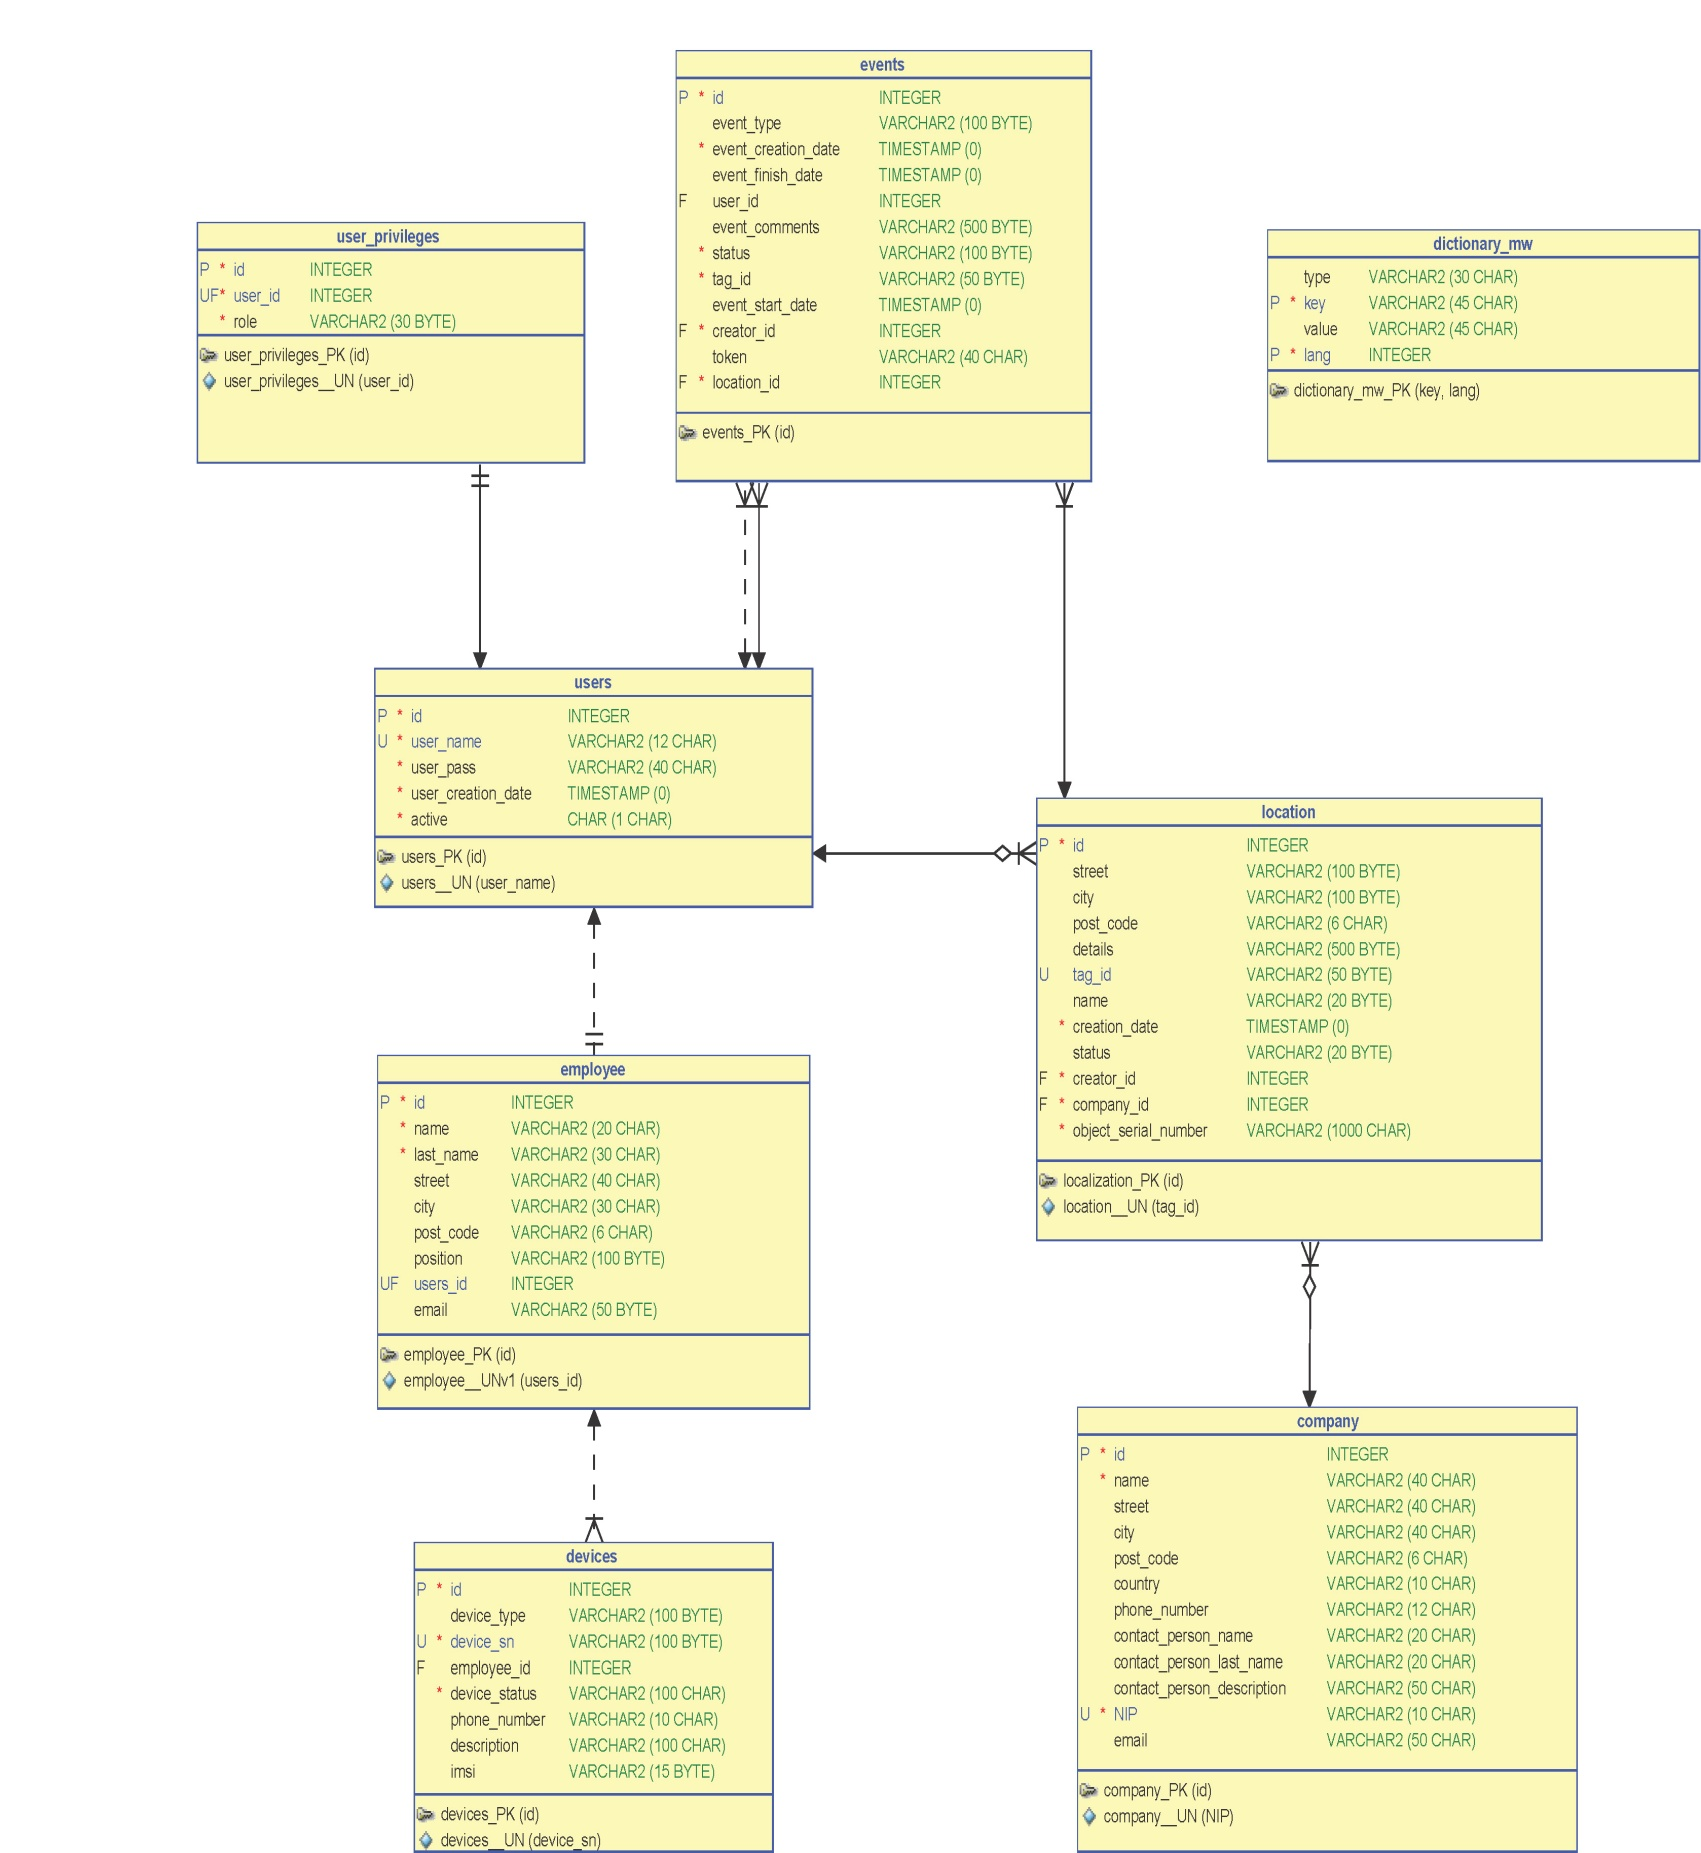 events
P * id INTEGER
event_type VARCHAR2 (100 BYTE)
* event_creation_date TIMESTAMP (0)
event_finish_date TIMESTAMP (0)
F user_id INTEGER
event_comments VARCHAR2 (500 BYTE)
* status VARCHAR2 (100 BYTE)
* tag_id VARCHAR2 (50 BYTE)
event_start_date TIMESTAMP (0)
F * creator_id INTEGER
token VARCHAR2 (40 CHAR)
F * location_id INTEGER
events_PK (id)
user_privileges
P * id INTEGER
UF* user_id INTEGER
* role VARCHAR2 (30 BYTE)
user_privileges_PK (id)
user_privileges__UN (user_id)
dictionary_mw
type VARCHAR2 (30 CHAR)
P * key VARCHAR2 (45 CHAR)
value VARCHAR2 (45 CHAR)
P * lang INTEGER
dictionary_mw_PK (key, lang)
users
P * id INTEGER
U * user_name VARCHAR2 (12 CHAR)
* user_pass VARCHAR2 (40 CHAR)
* user_creation_date TIMESTAMP (0)
* active CHAR (1 CHAR)
users_PK (id)
users__UN (user_name)
location
P * id INTEGER
street VARCHAR2 (100 BYTE)
city VARCHAR2 (100 BYTE)
post_code VARCHAR2 (6 CHAR)
details VARCHAR2 (500 BYTE)
U tag_id VARCHAR2 (50 BYTE)
name VARCHAR2 (20 BYTE)
* creation_date TIMESTAMP (0)
status VARCHAR2 (20 BYTE)
F * creator_id INTEGER
F * company_id INTEGER
* object_serial_number VARCHAR2 (1000 CHAR)
localization_PK (id)
location__UN (tag_id)
employee
P * id INTEGER
* name VARCHAR2 (20 CHAR)
* last_name VARCHAR2 (30 CHAR)
street VARCHAR2 (40 CHAR)
city VARCHAR2 (30 CHAR)
post_code VARCHAR2 (6 CHAR)
position VARCHAR2 (100 BYTE)
UF users_id INTEGER
email VARCHAR2 (50 BYTE)
employee_PK (id)
employee__UNv1 (users_id)
company
P * id INTEGER
* name VARCHAR2 (40 CHAR)
street VARCHAR2 (40 CHAR)
city VARCHAR2 (40 CHAR)
post_code VARCHAR2 (6 CHAR)
country VARCHAR2 (10 CHAR)
phone_number VARCHAR2 (12 CHAR)
contact_person_name VARCHAR2 (20 CHAR)
contact_person_last_name VARCHAR2 (20 CHAR)
contact_person_description VARCHAR2 (50 CHAR)
U * NIP VARCHAR2 (10 CHAR)
email VARCHAR2 (50 CHAR)
company_PK (id)
company__UN (NIP)
devices
P * id INTEGER
device_type VARCHAR2 (100 BYTE)
U * device_sn VARCHAR2 (100 BYTE)
F employee_id INTEGER
* device_status VARCHAR2 (100 CHAR)
phone_number VARCHAR2 (10 CHAR)
description VARCHAR2 (100 CHAR)
imsi VARCHAR2 (15 BYTE)
devices_PK (id)
devices__UN (device_sn)